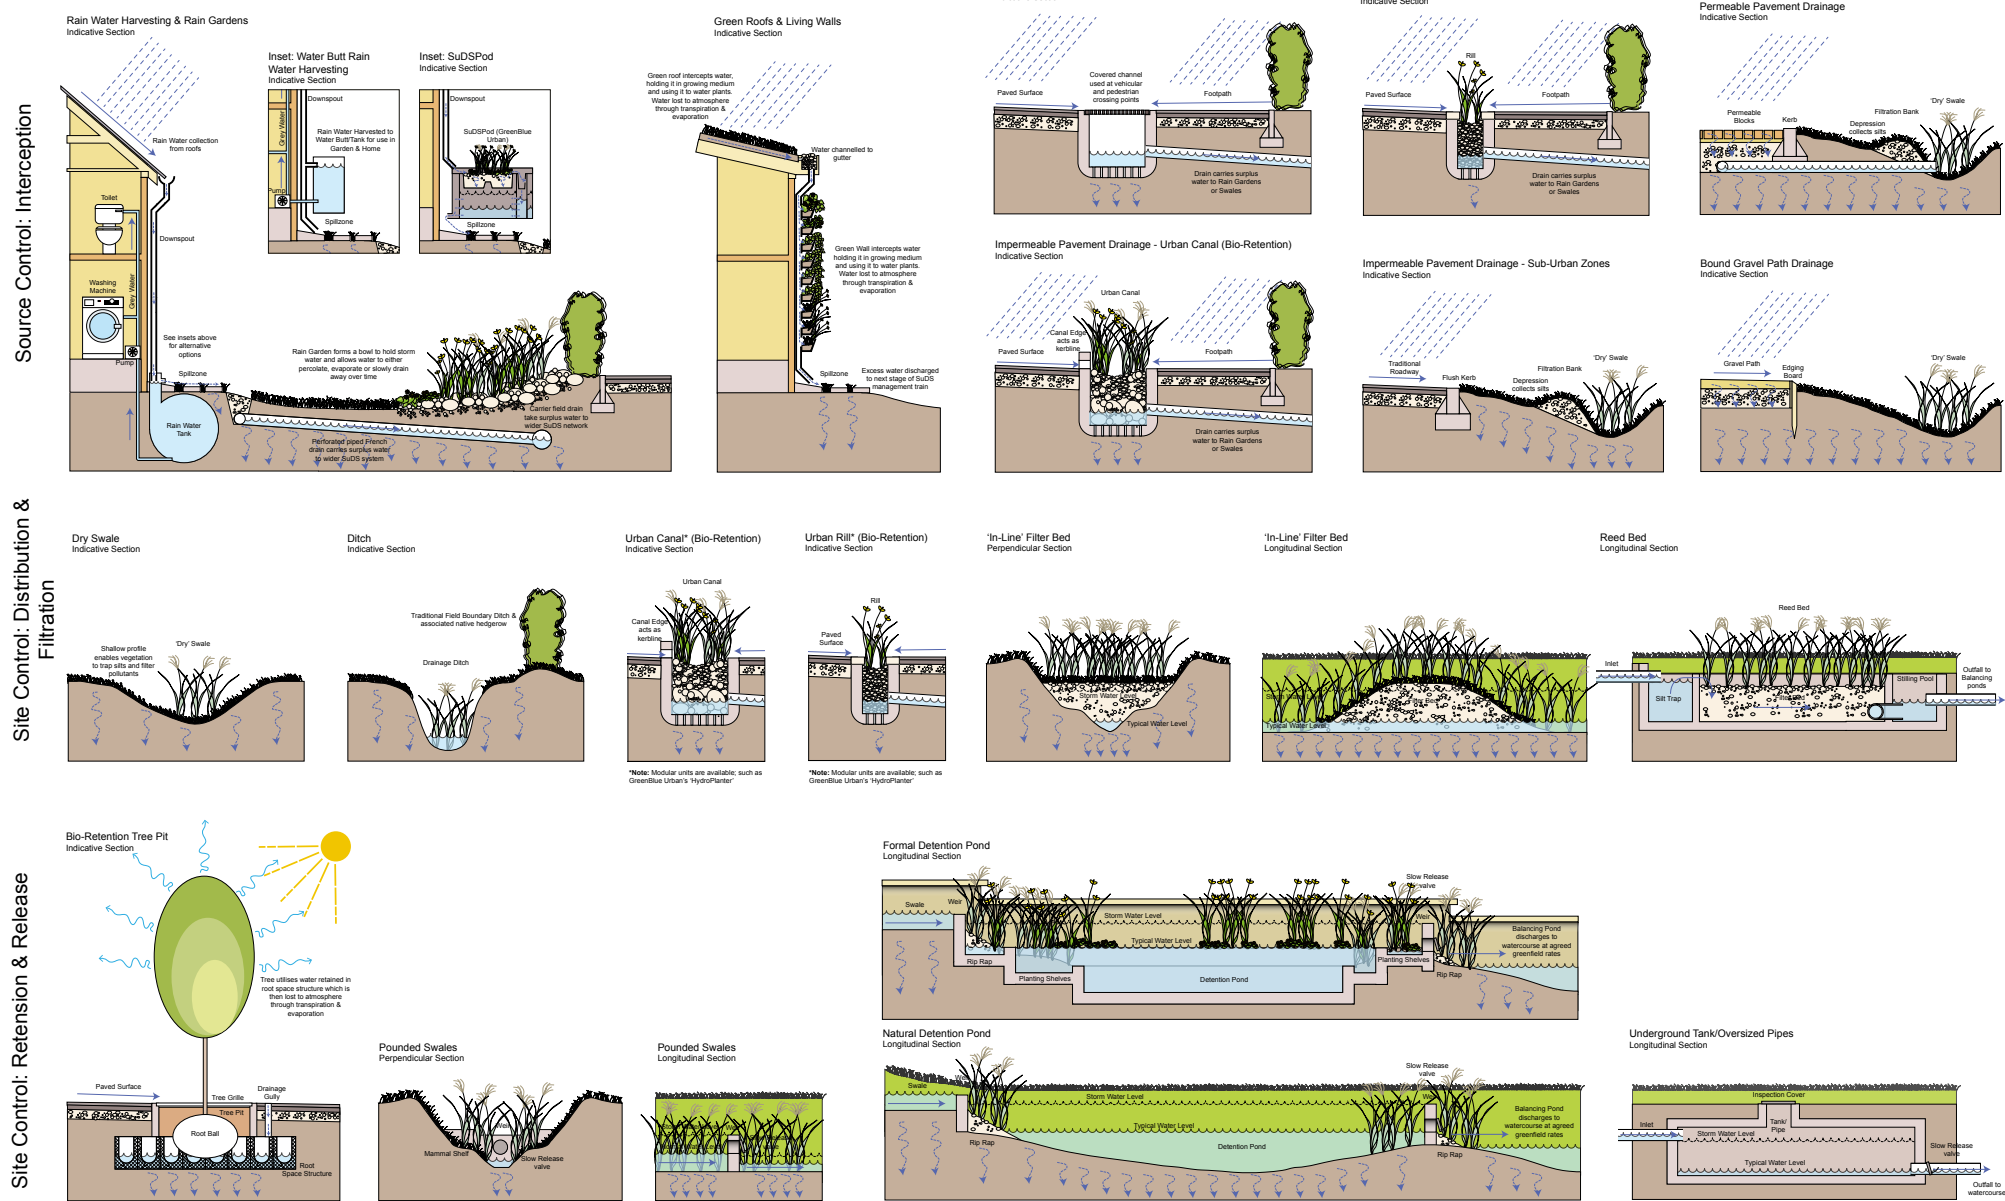 Source Control: Interception
Rain Water Harvesting & Rain Gardens
Indicative Section
Rain Water collection
from roofs
Toilet
Downspout
Grey Water
Washing
Machine
Pump
See insets above
for alternative
options
Spillzone
Rain Water
Tank
Rain Garden forms a bowl to hold storm
water and allows water to either
percolate, evaporate or slowly drain
away over time
Carrier field drain
take surplus water to
wider SuDS network
Perforated piped French
drain carries surplus water
to wider SuDS system
Inset: Water Butt Rain
Water Harvesting
Indicative Section
Downspout
Grey Water
Rain Water Harvested to
Water Butt/Tank for use in
Garden & Home
Pump
Spillzone
Inset: SuDSPod
Indicative Section
Downspout
SuDSPod (GreenBlue
Urban)
Spillzone
Green Roofs & Living Walls
Indicative Section
Green roof intercepts water,
holding it in growing medium
and using it to water plants.
Water lost to atmosphere
through transpiration &
evaporation
Water channelled to
gutter
Green Wall intercepts water
holding it in growing medium
and using it to water plants.
Water lost to atmosphere
through transpiration &
evaporation
Spillzone
Excess water discharged
to next stage of SuDS
management train
Paved Surface
Covered channel
used at vehicular
and pedestrian
crossing points
Footpath
Drain carries surplus
water to Rain Gardens
or Swales
Indicative Section
Rill
Paved Surface
Footpath
Drain carries surplus
water to Rain Gardens
or Swales
Permeable Pavement Drainage
Indicative Section
Permeable
Blocks
Kerb
Depression
collects silts
Filtration Bank
'Dry' Swale
Impermeable Pavement Drainage - Urban Canal (Bio-Retention)
Indicative Section
Urban Canal
Canal Edge
acts as
kerbline
Paved Surface
Footpath
Drain carries surplus
water to Rain Gardens
or Swales
Impermeable Pavement Drainage - Sub-Urban Zones
Indicative Section
Traditional
Roadway
Flush Kerb
Depression
collects silts
Filtration Bank
'Dry' Swale
Bound Gravel Path Drainage
Indicative Section
Gravel Path
Edging
Board
'Dry' Swale
Site Control: Distribution &
Filtration
Dry Swale
Indicative Section
Shallow profile
enables vegetation
to trap silts and filter
pollutants
'Dry' Swale
Ditch
Indicative Section
Traditional Field Boundary Ditch &
associated native hedgerow
Drainage Ditch
Urban Canal* (Bio-Retention)
Indicative Section
Urban Canal
Canal Edge
acts as
kerbline
*Note: Modular units are available; such as
GreenBlue Urban's 'HydroPlanter'
Urban Rill* (Bio-Retention)
Indicative Section
Rill
Paved
Surface
*Note: Modular units are available; such as
GreenBlue Urban's 'HydroPlanter'
'In-Line' Filter Bed
Perpendicular Section
Storm Water Level
Typical Water Level
'In-Line' Filter Bed
Longitudinal Section
Typical Water Level
Reed Bed
Longitudinal Section
Reed Bed
Inlet
Silt Trap
Stilling Pool
Outfall to
Balancing
ponds
Site Control: Retension & Release
Bio-Retention Tree Pit
Indicative Section
Tree utilises water retained in
root space structure which is
then lost to atmosphere
through transpiration &
evaporation
Paved Surface
Tree Grille
Drainage
Gully
Tree Pit
Root Ball
Root
Space Structure
Pounded Swales
Perpendicular Section
Weir
Mammal Shelf
Slow Release
valve
Pounded Swales
Longitudinal Section
Formal Detention Pond
Longitudinal Section
Swale
Weir
Storm Water Level
Typical Water Level
Rip Rap
Planting Shelves
Detention Pond
Planting Shelves
Slow Release
valve
Weir
Rip Rap
Balancing Pond
discharges to
watercourse at agreed
greenfield rates
Natural Detention Pond
Longitudinal Section
Swale
Storm Water Level
Typical Water Level
Rip Rap
Detention Pond
Slow Release
valve
Rip Rap
Balancing Pond
discharges to
watercourse at agreed
greenfield rates
Underground Tank/Oversized Pipes
Longitudinal Section
Inspection Cover
Inlet
Tank/
Pipe
Storm Water Level
Typical Water Level
Slow Release
valve
Outfall to
watercourse